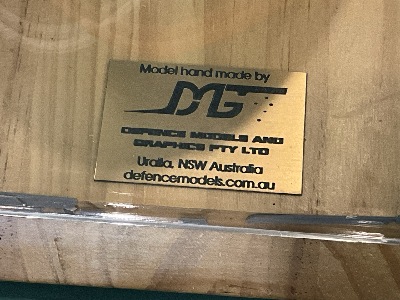 Model hand made by
DMG
DEFENCE MODELS AND
GRAPHICS PTY LTD
Uralla, NSW Australia
defencemodels.com.au